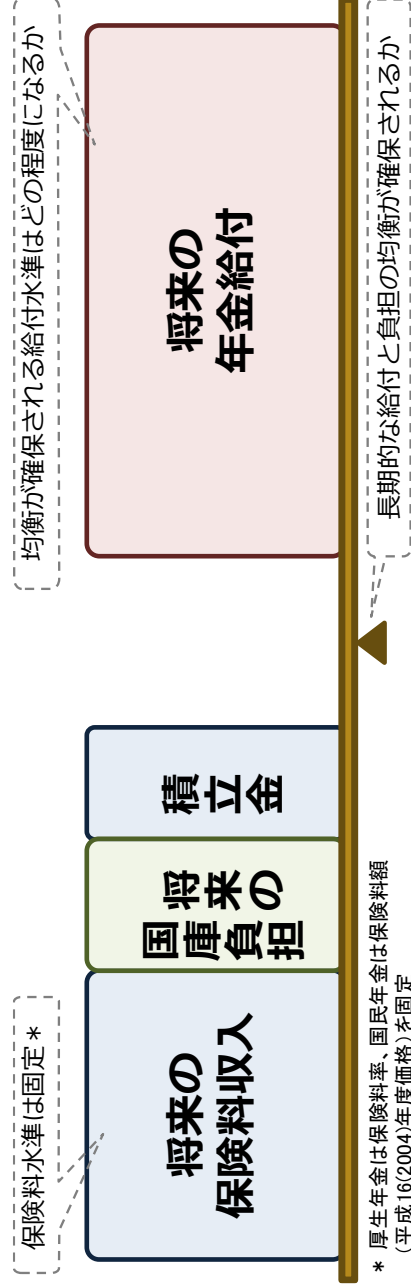 保険料水準は固定＊
均衡が確保される給付水準はどの程度になるか
将来の
保険料収入
将来の
国庫負担
積立金
将来の
年金給付
長期的な給付と負担の均衡が確保されるか
＊ 厚生年金は保険料率、国民年金は保険料額
（平成16(2004)年度価格）を固定